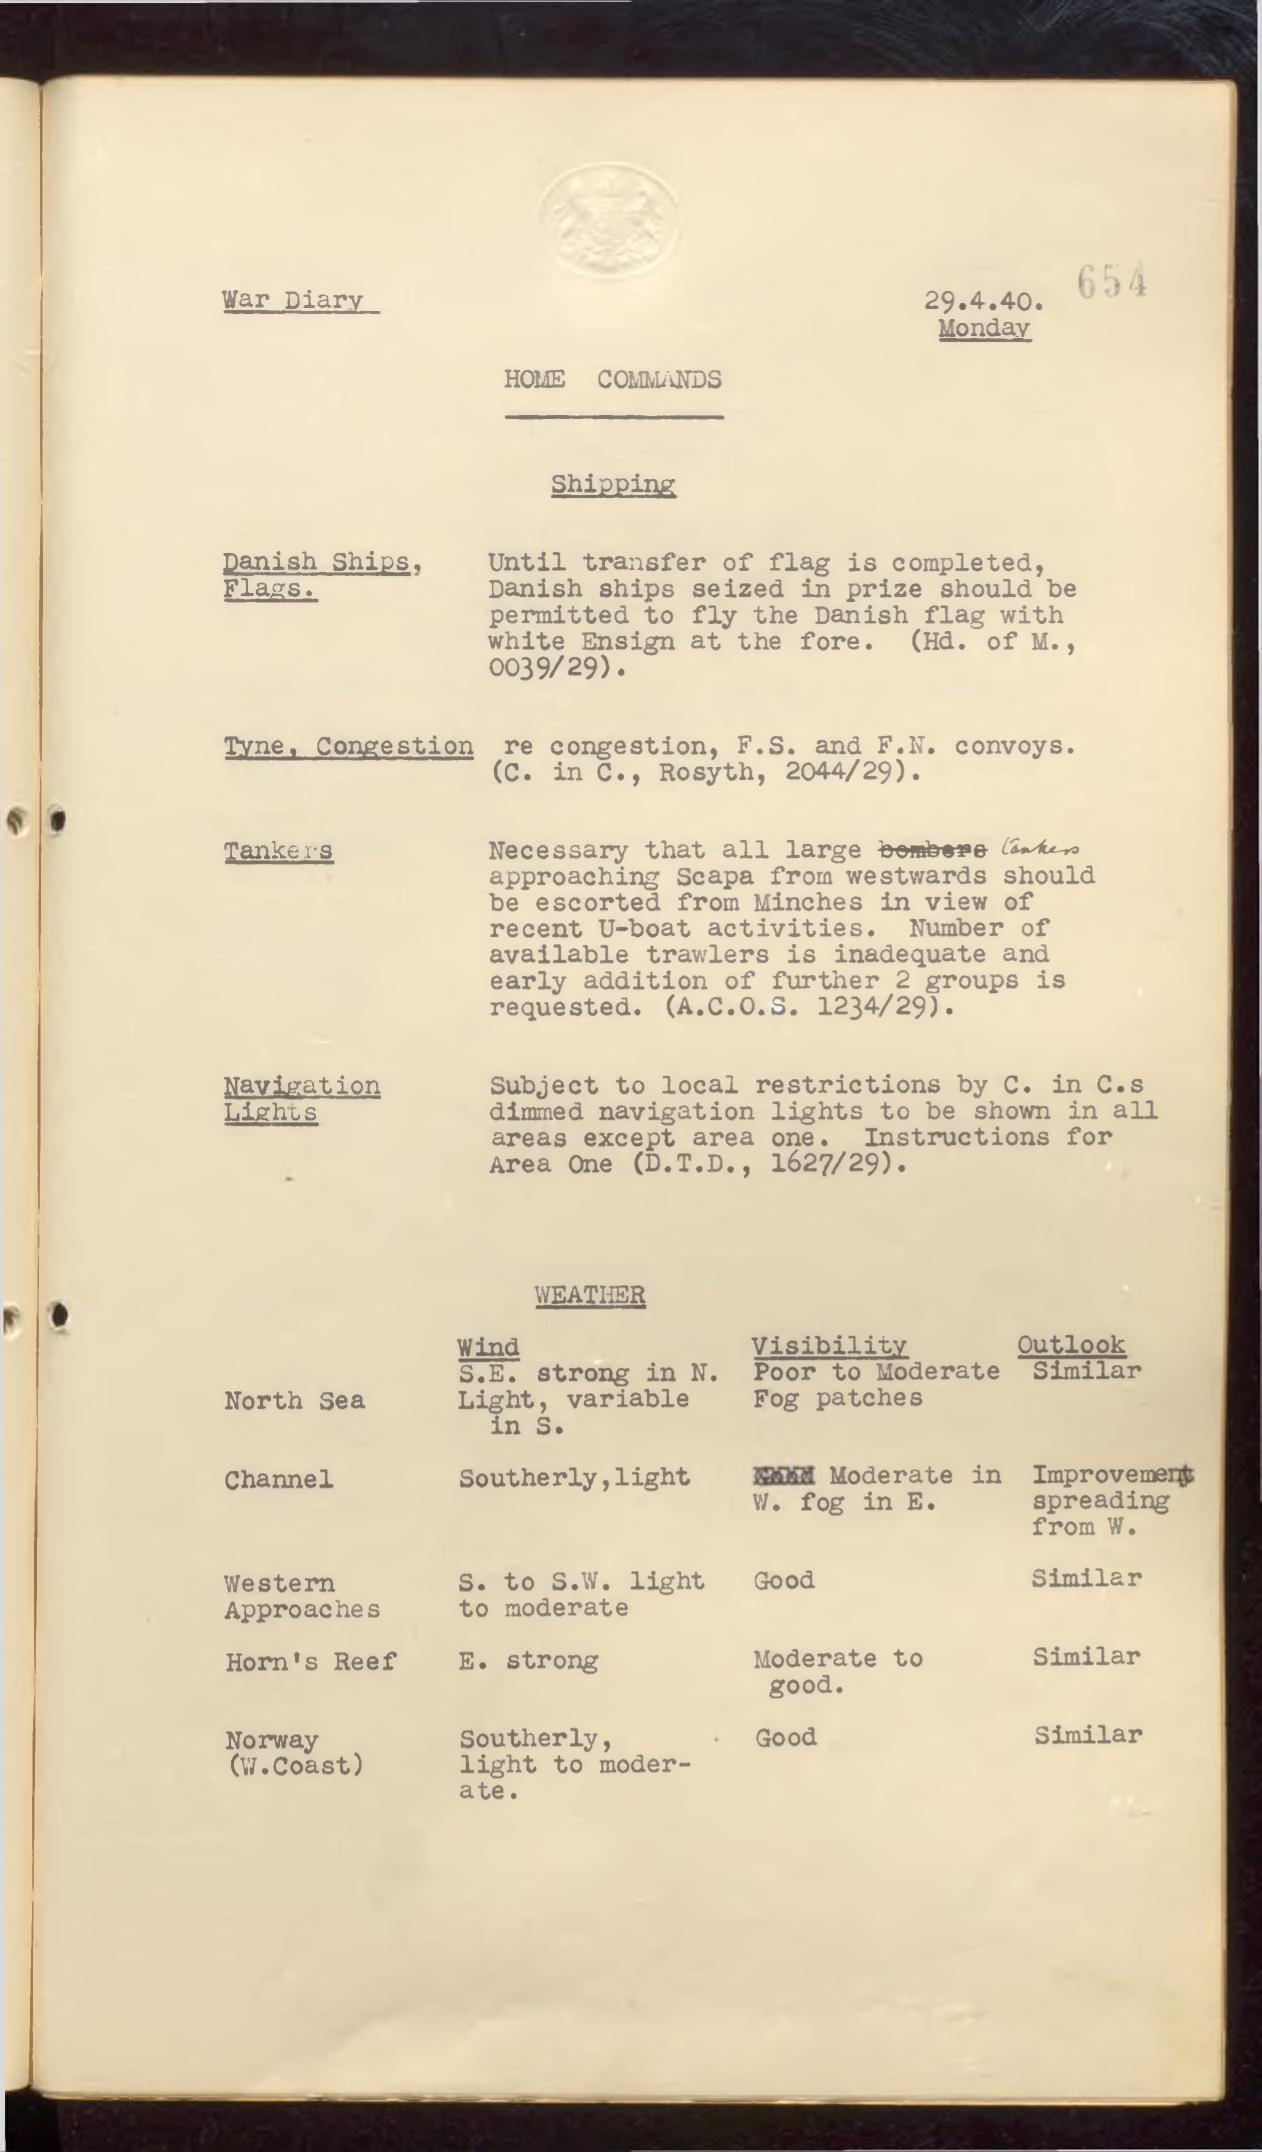 654
War Diary 29.4.40.
Monday
HOME COMMANDS
Shipping
Danish Ships, Until transfer of flag is completed,
Flags. Danish ships seized in prize should be
permitted to fly the Danish flag with
white Ensign at the fore. (Hd. of M.,
0039/29).
Tyne, Congestion re congestion, F.S. and F.N. convoys.
(C. in C., Rosyth, 2044/29).
Tankers Necessary that all large bombers Tankers
approaching Scapa from westwards should
be escorted from Minches in view of
recent U-boat activities. Number of
available trawlers is inadequate and
early addition of further 2 groups is
requested. (A.C.O.S. 1234/29).
Navigation Subject to local restrictions by C. in C.s
Lights dimmed navigation lights to be shown in all
areas except area one. Instructions for
Area One (D.T.D., 1627/29).
WEATHER
Wind Visibility Outlook
S.E. strong in N. Poor to Moderate Similar
North Sea Light, variable Fog patches
in S.
Channel Southerly,light Moderate in Improvement
W. fog in E. spreading
from W.
Western S. to S.W. light Good Similar
Approaches to moderate
Horn's Reef E. strong Moderate to Similar
good.
Norway Southerly, Good Similar
(W.Coast) light to moder-
ate.